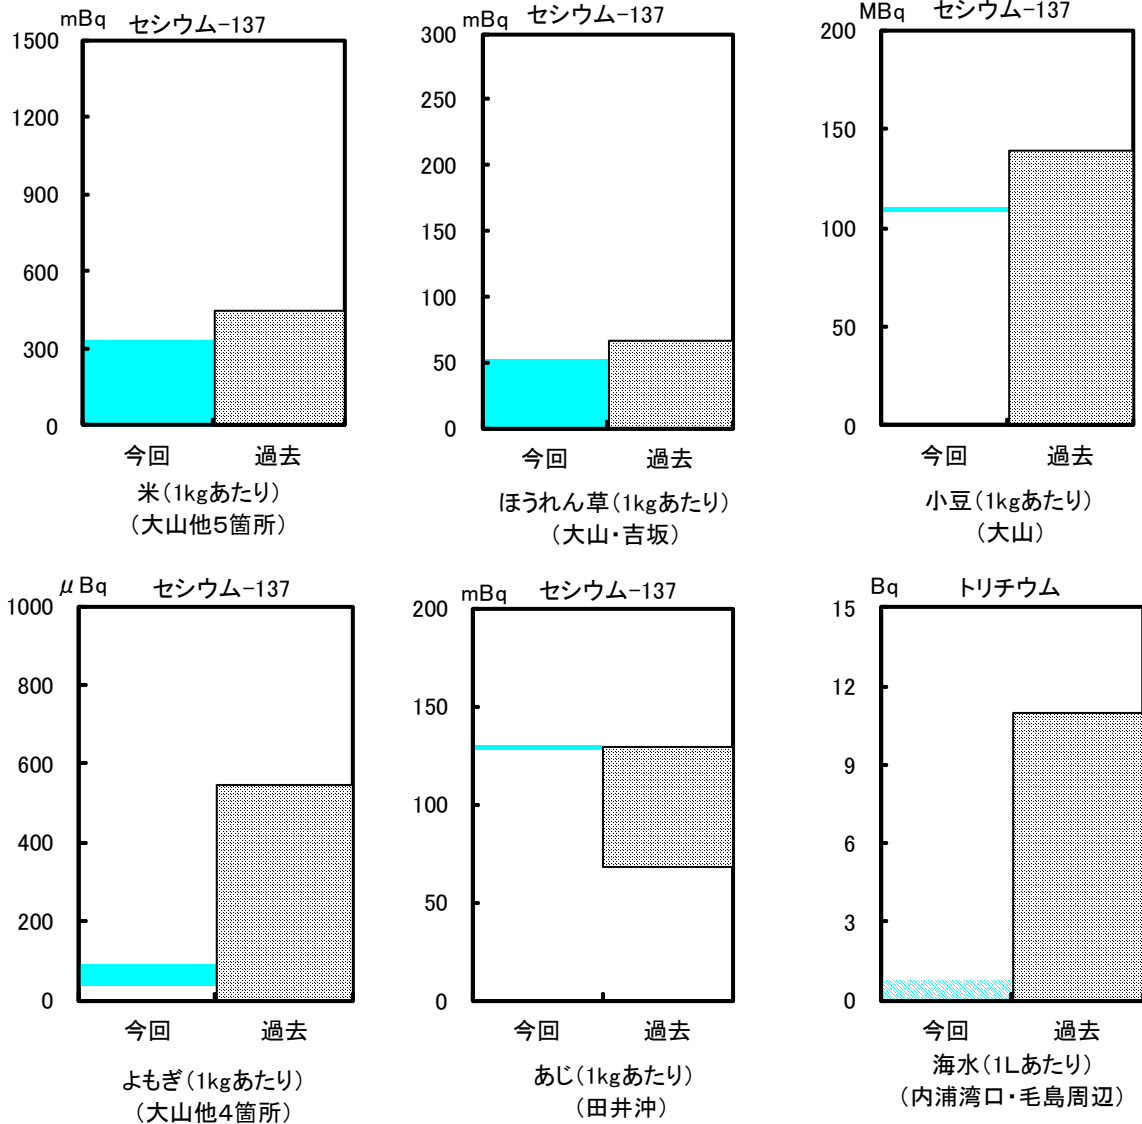 mBq セシウム-137
1500
1200
900
600
300
0
今回 過去
米(1kgあたり)
(大山他5箇所)
mBq セシウム-137
300
250
200
150
100
50
0
今回 過去
ほうれん草(1kgあたり)
(大山・吉坂)
MBq セシウム-137
200
150
100
50
0
今回 過去
小豆(1kgあたり)
(大山)
μBq セシウム-137
1000
800
600
400
200
0
今回 過去
よもぎ(1kgあたり)
(大山他4箇所)
mBq セシウム-137
200
150
100
50
0
今回 過去
あじ(1kgあたり)
(田井沖)
Bq トリチウム
15
12
9
6
3
0
今回 過去
海水(1Lあたり)
(内浦湾口・毛島周辺)